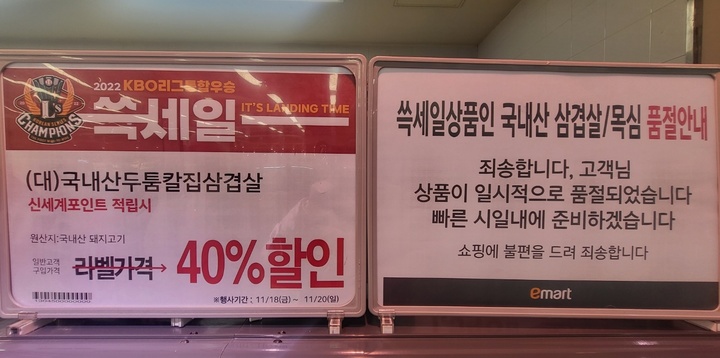 2022 KBO리그통합우승
쓱세일 IT'S LANDING TIME
CHAMPIONS
(대)국내산두툼칼집삼겹살
신세계포인트 적립시
원산지:국내산 돼지고기
일반고객
구입가격
라벨가격→ 40%할인
※행사기간 : 11/18(금) ~ 11/20(일)
쓱세일상품인 국내산 삼겹살/목심 품절안내
죄송합니다, 고객님
상품이 일시적으로 품절되었습니다
빠른 시일내에 준비하겠습니다
쇼핑에 불편을 드려 죄송합니다
emart